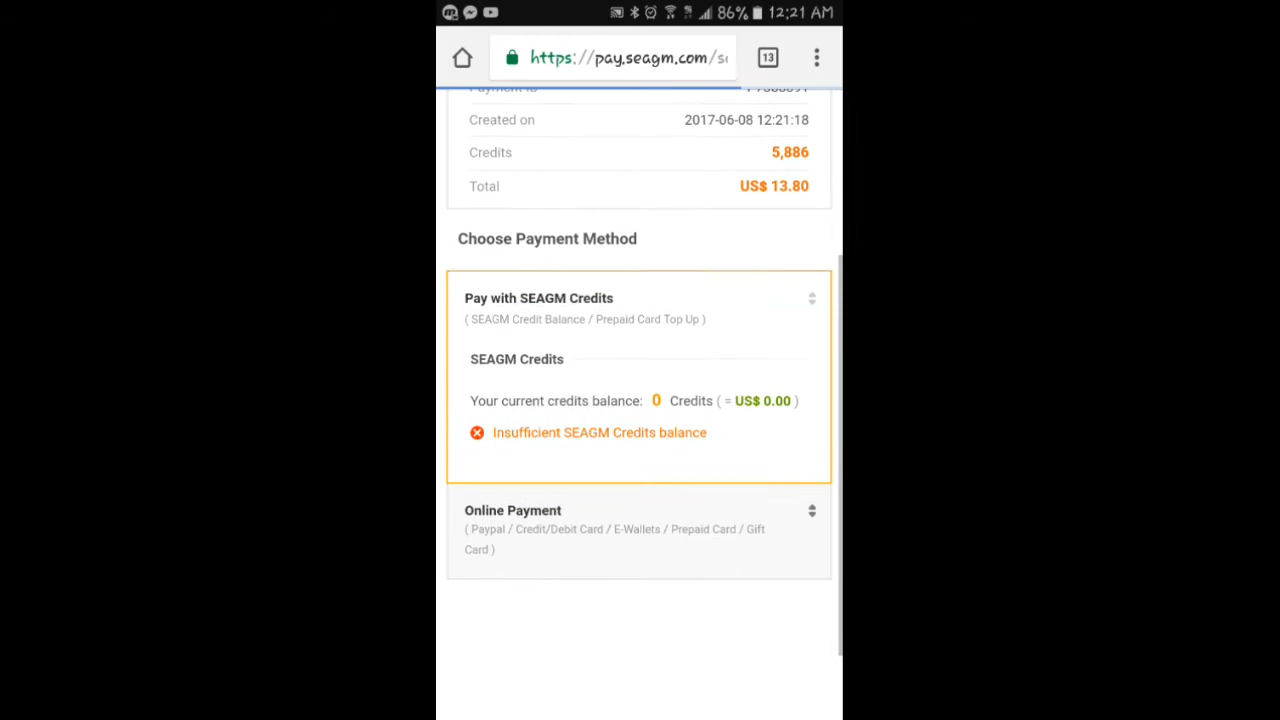 86% 12:21 AM
https://pay.seagm.com/s
13
Payment ID
Created on 2017-06-08 12:21:18
Credits 5,886
Total US$ 13.80
Choose Payment Method
Pay with SEAGM Credits
( SEAGM Credit Balance / Prepaid Card Top Up )
SEAGM Credits
Your current credits balance: 0 Credits ( = US$ 0.00 )
Insufficient SEAGM Credits balance
Online Payment
( Paypal / Credit/Debit Card / E-Wallets / Prepaid Card / Gift
Card )